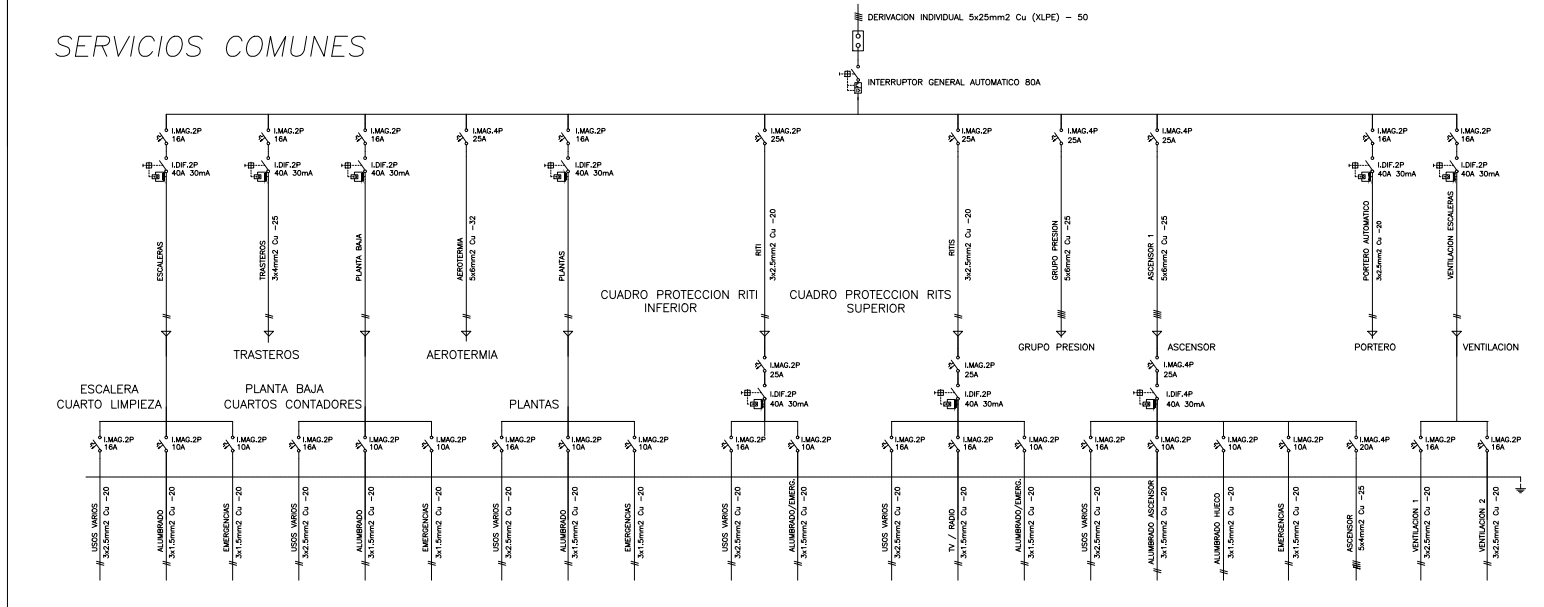 SERVICIOS COMUNES
DERIVACION INDIVIDUAL 5x25mm2 Cu (XLPE) - 50
INTERRUPTOR GENERAL AUTOMATICO 80A
I.MAG.2P
16A
I.MAG.2P
16A
I.MAG.2P
16A
I.MAG.4P
25A
I.MAG.2P
16A
I.MAG.2P
25A
I.MAG.2P
25A
I.MAG.4P
25A
I.MAG.4P
25A
I.MAG.2P
16A
I.MAG.2P
16A
I.DIF.2P
40A 30mA
I.DIF.2P
40A 30mA
I.DIF.2P
40A 30mA
I.DIF.2P
40A 30mA
I.DIF.2P
40A 30mA
I.DIF.2P
40A 30mA
ESCALERAS
TRASTEROS
3x4mm2 Cu -25
PLANTA BAJA
AEROTERMIA
5x6mm2 Cu -32
PLANTAS
RITI
3x2.5mm2 Cu -20
RITS
3x2.5mm2 Cu -20
GRUPO PRESION
5x6mm2 Cu -25
ASCENSOR 1
5x6mm2 Cu -25
PORTERO AUTOMATICO
3x2.5mm2 Cu -20
VENTILACION ESCALERAS
CUADRO PROTECCION RITI
INFERIOR
CUADRO PROTECCION RITS
SUPERIOR
TRASTEROS
AEROTERMIA
GRUPO PRESION
ASCENSOR
PORTERO
VENTILACION
I.MAG.2P
25A
I.MAG.2P
25A
I.MAG.4P
25A
I.DIF.2P
40A 30mA
I.DIF.2P
40A 30mA
I.DIF.4P
40A 30mA
ESCALERA
CUARTO LIMPIEZA
PLANTA BAJA
CUARTOS CONTADORES
PLANTAS
I.MAG.2P
16A
I.MAG.2P
10A
I.MAG.2P
10A
I.MAG.2P
16A
I.MAG.2P
10A
I.MAG.2P
10A
I.MAG.2P
16A
I.MAG.2P
10A
I.MAG.2P
10A
I.MAG.2P
16A
I.MAG.2P
10A
I.MAG.2P
16A
I.MAG.2P
16A
I.MAG.2P
10A
I.MAG.2P
16A
I.MAG.2P
10A
I.MAG.2P
10A
I.MAG.2P
10A
I.MAG.4P
20A
I.MAG.2P
16A
I.MAG.2P
16A
USOS VARIOS
3x2.5mm2 Cu -20
ALUMBRADO
3x1.5mm2 Cu -20
EMERGENCIAS
3x1.5mm2 Cu -20
USOS VARIOS
3x2.5mm2 Cu -20
ALUMBRADO
3x1.5mm2 Cu -20
EMERGENCIAS
3x1.5mm2 Cu -20
USOS VARIOS
3x2.5mm2 Cu -20
ALUMBRADO
3x1.5mm2 Cu -20
EMERGENCIAS
3x1.5mm2 Cu -20
USOS VARIOS
3x2.5mm2 Cu -20
ALUMBRADO/EMERG.
3x1.5mm2 Cu -20
USOS VARIOS
3x2.5mm2 Cu -20
TV / RADIO
3x1.5mm2 Cu -20
ALUMBRADO/EMERG.
3x1.5mm2 Cu -20
USOS VARIOS
3x2.5mm2 Cu -20
ALUMBRADO ASCENSOR
3x1.5mm2 Cu -20
ALUMBRADO HUECO
3x1.5mm2 Cu -20
EMERGENCIAS
3x1.5mm2 Cu -20
ASCENSOR
5x4mm2 Cu -25
VENTILACION 1
3x2.5mm2 Cu -20
VENTILACION 2
3x2.5mm2 Cu -20